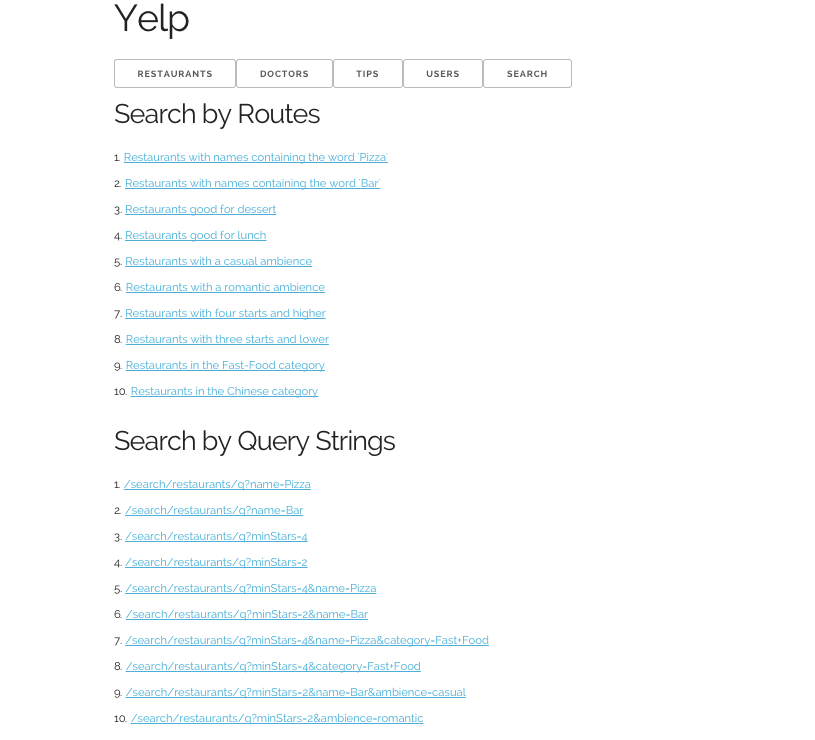 Yelp
RESTAURANTS DOCTORS TIPS USERS SEARCH
Search by Routes
1. Restaurants with names containing the word 'Pizza'
2. Restaurants with names containing the word 'Bar'
3. Restaurants good for dessert
4. Restaurants good for lunch
5. Restaurants with a casual ambience
6. Restaurants with a romantic ambience
7. Restaurants with four starts and higher
8. Restaurants with three starts and lower
9. Restaurants in the Fast-Food category
10. Restaurants in the Chinese category
Search by Query Strings
1. /search/restaurants/q?name=Pizza
2. /search/restaurants/q?name=Bar
3. /search/restaurants/q?minStars=4
4. /search/restaurants/q?minStars=2
5. /search/restaurants/q?minStars=4&name=Pizza
6. /search/restaurants/q?minStars=2&name=Bar
7. /search/restaurants/q?minStars=4&name=Pizza&category=Fast+Food
8. /search/restaurants/q?minStars=4&category=Fast+Food
9. /search/restaurants/q?minStars=2&name=Bar&ambience=casual
10. /search/restaurants/q?minStars=2&ambience=romantic